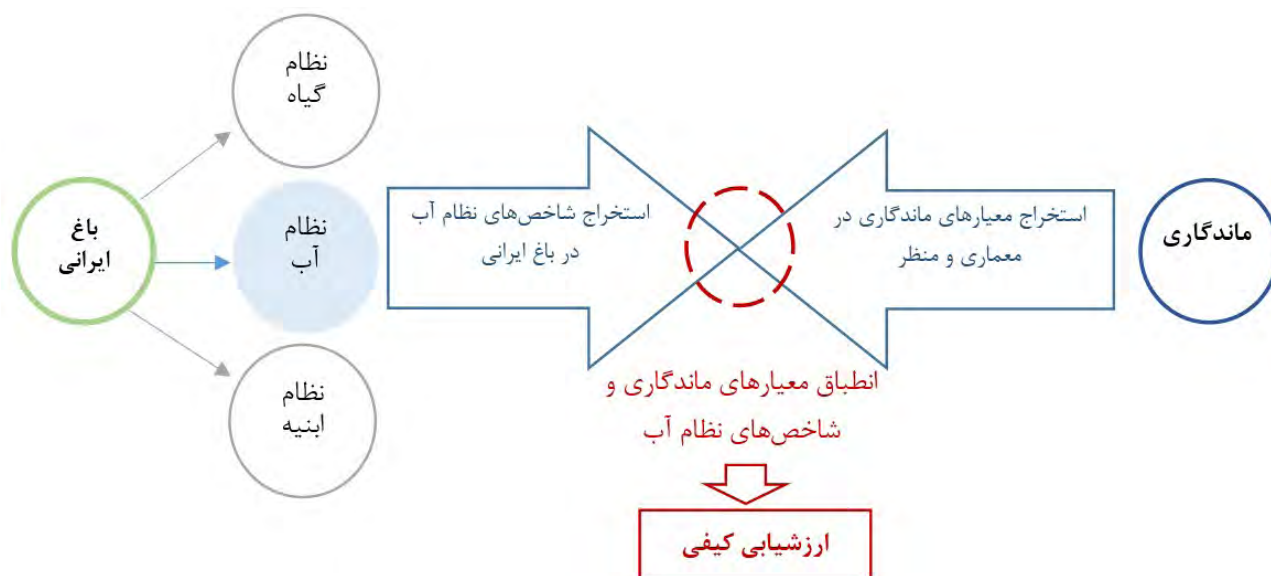 نظام
گیاه
باغ
ایرانی
نظام
آب
نظام
ابنیه
استخراج شاخص‌های نظام آب
در باغ ایرانی
استخراج معیارهای ماندگاری در
معماری و منظر
ماندگاری
انطباق معیارهای ماندگاری و
شاخص‌های نظام آب
ارزشیابی کیفی